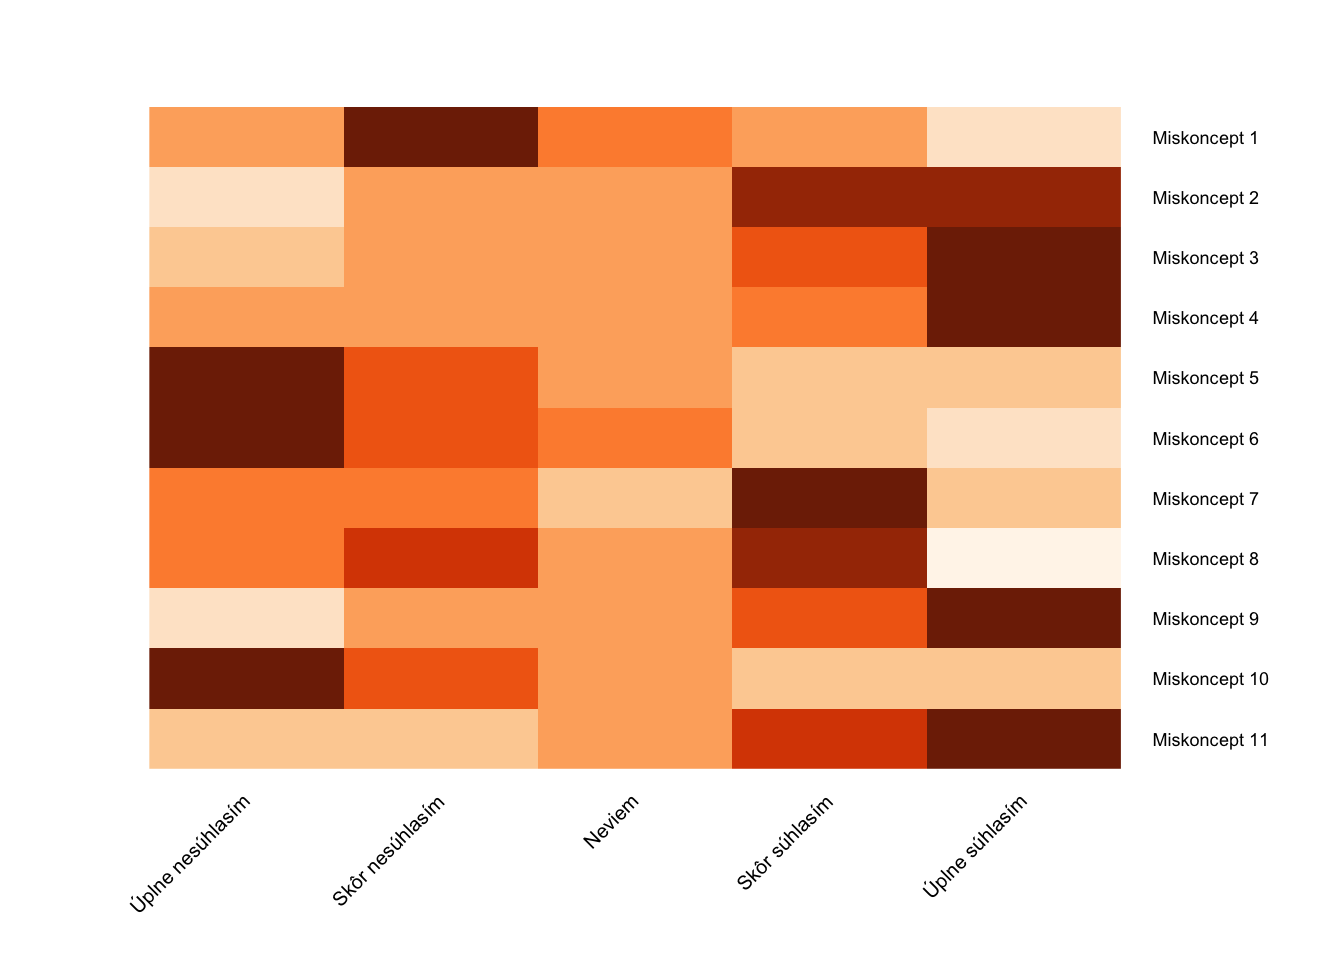 Miskoncept 1
Miskoncept 2
Miskoncept 3
Miskoncept 4
Miskoncept 5
Miskoncept 6
Miskoncept 7
Miskoncept 8
Miskoncept 9
Miskoncept 10
Miskoncept 11
Úplne nesúhlasím
Skôr nesúhlasím
Neviem
Skôr súhlasím
Úplne súhlasím